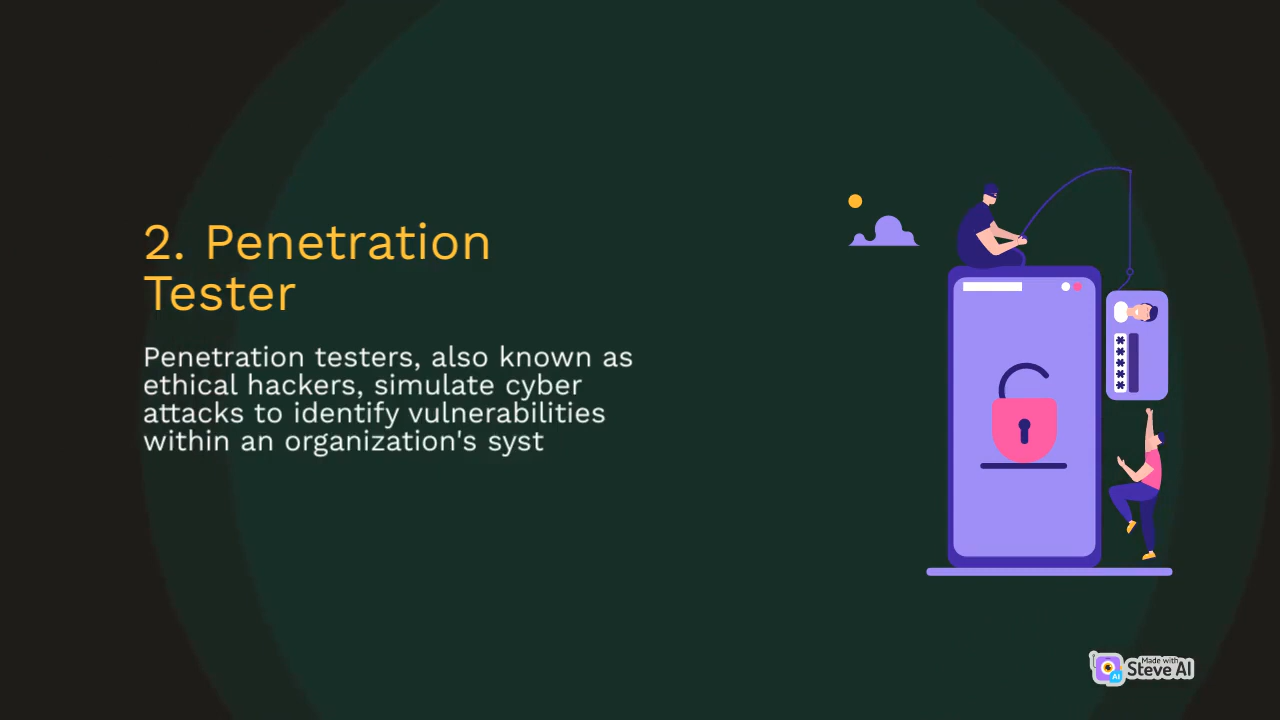 2. Penetration
Tester
Penetration testers, also known as
ethical hackers, simulate cyber
attacks to identify vulnerabilities
within an organization's syst
Made with
Steve AI
AI